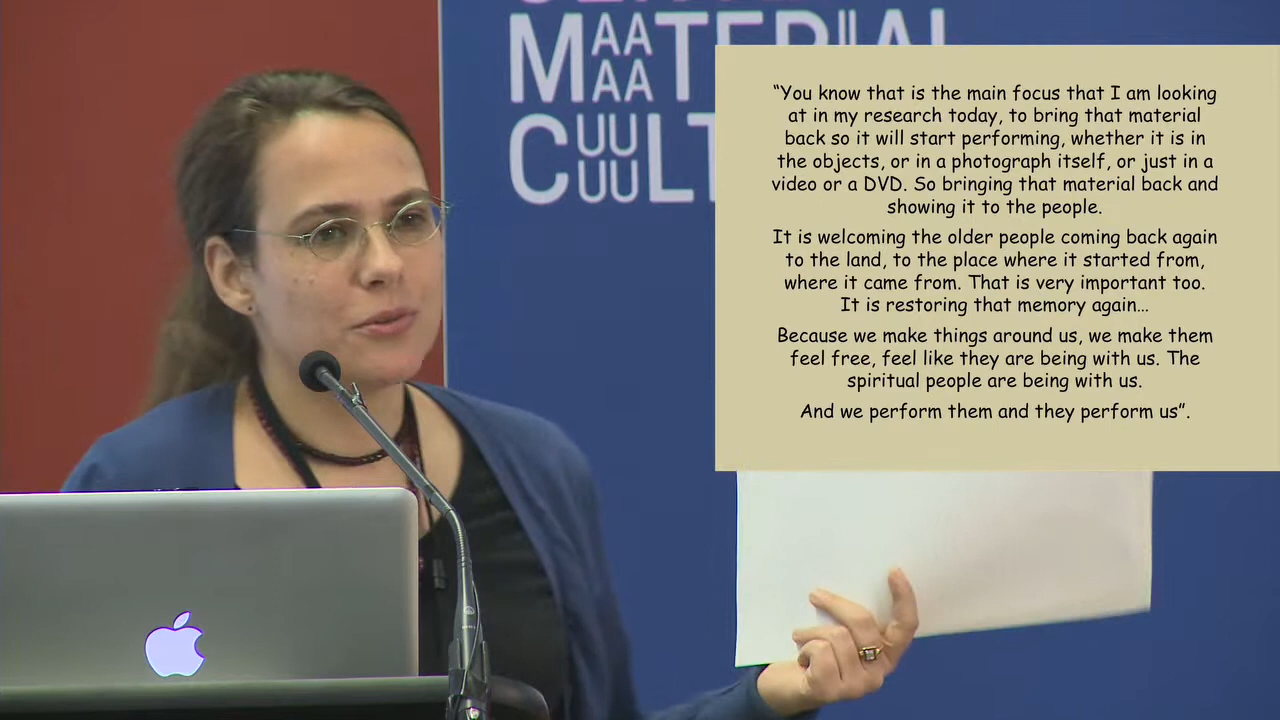 MATERIAL
CULT
“You know that is the main focus that I am looking
at in my research today, to bring that material
back so it will start performing, whether it is in
the objects, or in a photograph itself, or just in a
video or a DVD. So bringing that material back and
showing it to the people.
It is welcoming the older people coming back again
to the land, to the place where it started from,
where it came from. That is very important too.
It is restoring that memory again…
Because we make things around us, we make them
feel free, feel like they are being with us. The
spiritual people are being with us.
And we perform them and they perform us”.